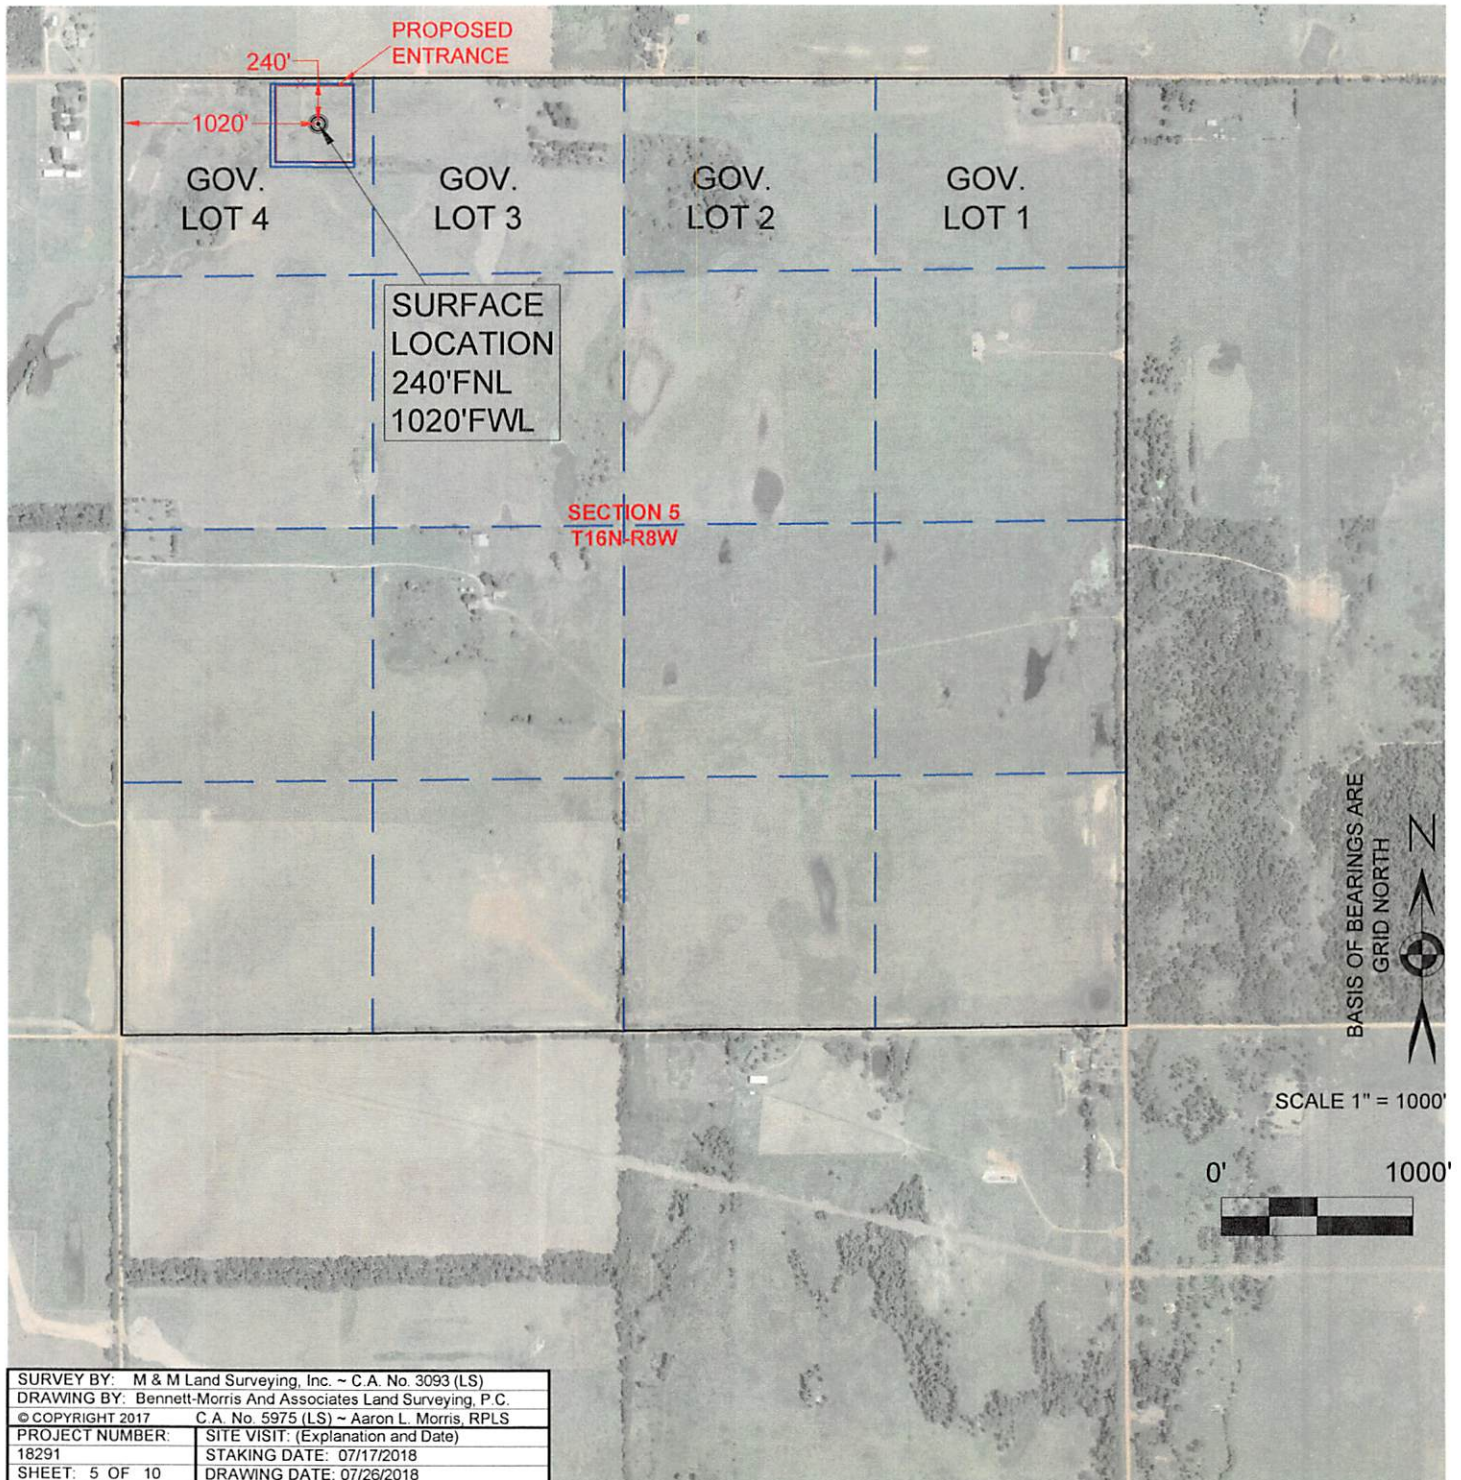 PROPOSED
ENTRANCE
240'
1020'
GOV.
LOT 4
GOV.
LOT 3
GOV.
LOT 2
GOV.
LOT 1
SURFACE
LOCATION
240'FNL
1020'FWL
SECTION 5
T16N-R8W
BASIS OF BEARINGS ARE
GRID NORTH
N
SCALE 1" = 1000'
0' 1000'
SURVEY BY: M & M Land Surveying, Inc. ~ C.A. No. 3093 (LS)
DRAWING BY: Bennett-Morris And Associates Land Surveying, P.C.
© COPYRIGHT 2017 C.A. No. 5975 (LS) ~ Aaron L. Morris, RPLS
PROJECT NUMBER: SITE VISIT: (Explanation and Date)
18291 STAKING DATE: 07/17/2018
SHEET: 5 OF 10 DRAWING DATE: 07/26/2018